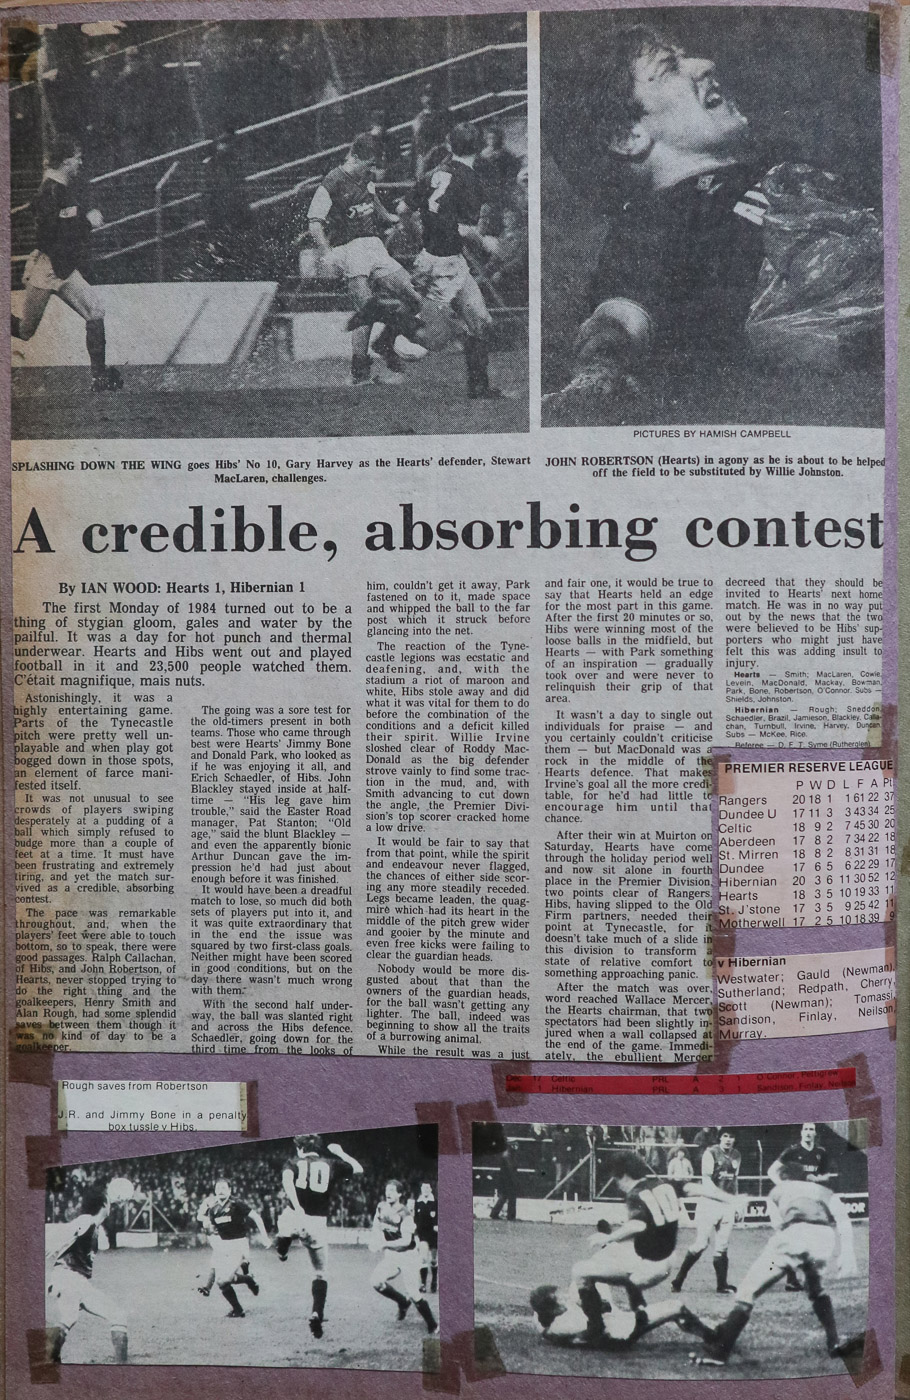 PICTURES BY HAMISH CAMPBELL
SPLASHING DOWN THE WING goes Hibs' No 10, Gary Harvey as the Hearts' defender, Stewart
MacLaren, challenges.
JOHN ROBERTSON (Hearts) in agony as he is about to be helped
off the field to be substituted by Willie Johnston.
A credible, absorbing contest
By IAN WOOD: Hearts 1, Hibernian 1
The first Monday of 1984 turned out to be a
thing of stygian gloom, gales and water by the
pailful. It was a day for hot punch and thermal
underwear. Hearts and Hibs went out and played
football in it and 23,500 people watched them.
C'était magnifique, mais nuts.
Astonishingly, it was a
highly entertaining game.
Parts of the Tynecastle
pitch were pretty well un-
playable and when play got
bogged down in those spots,
an element of farce mani-
fested itself.
It was not unusual to see
crowds of players swiping
desperately at a pudding of a
ball which simply refused to
budge more than a couple of
feet at a time. It must have
been frustrating and extremely
tiring, and yet the match sur-
vived as a credible, absorbing
contest.
The pace was remarkable
throughout, and, when the
players' feet were able to touch
bottom, so to speak, there were
good passages. Ralph Callachan,
of Hibs, and John Robertson, of
Hearts, never stopped trying to
do the right thing and the
goalkeepers, Henry Smith and
Alan Rough, had some splendid
saves between them though it
was no kind of day to be a
goalkeeper.
The going was a sore test for
the old-timers present in both
teams. Those who came through
best were Hearts' Jimmy Bone
and Donald Park, who looked as
if he was enjoying it all, and
Erich Schaedler, of Hibs. John
Blackley stayed inside at half-
time — "His leg gave him
trouble," said the Easter Road
manager, Pat Stanton; "Old
age," said the blunt Blackley —
and even the apparently bionic
Arthur Duncan gave the im-
pression he'd had just about
enough before it was finished.
It would have been a dreadful
match to lose, so much did both
sets of players put into it, and
it was quite extraordinary that
in the end the issue was
squared by two first-class goals.
Neither might have been scored
in good conditions, but on the
day there wasn't much wrong
with them.
With the second half under-
way, the ball was slanted right
and across the Hibs defence.
Schaedler, going down for the
third time from the looks of
him, couldn't get it away, Park
fastened on to it, made space
and whipped the ball to the far
post which it struck before
glancing into the net.
The reaction of the Tyne-
castle legions was ecstatic and
deafening, and, with the
stadium a riot of maroon and
white, Hibs stole away and did
what it was vital for them to do
before the combination of the
conditions and a deficit killed
their spirit. Willie Irvine
sloshed clear of Roddy Mac-
Donald as the big defender
strove vainly to find some trac-
tion in the mud, and, with
Smith advancing to cut down
the angle, the Premier Divi-
sion's top scorer cracked home
a low drive.
It would be fair to say that
from that point, while the spirit
and endeavour never flagged,
the chances of either side scor-
ing any more steadily receded.
Legs became leaden, the quag-
mire which had its heart in the
middle of the pitch grew wider
and gooier by the minute and
even free kicks were failing to
clear the guardian heads.
Nobody would be more dis-
gusted about that than the
owners of the guardian heads,
for the ball wasn't getting any
lighter. The ball, indeed was
beginning to show all the traits
of a burrowing animal.
While the result was a just
and fair one, it would be true to
say that Hearts held an edge
for the most part in this game.
After the first 20 minutes or so,
Hibs were winning most of the
loose balls in the midfield, but
Hearts — with Park something
of an inspiration — gradually
took over and were never to
relinquish their grip of that
area.
It wasn't a day to single out
individuals for praise — and
you certainly couldn't criticise
them — but MacDonald was a
rock in the middle of the
Hearts defence. That makes
Irvine's goal all the more credi-
table, for he'd had little to
encourage him until that
chance.
After their win at Muirton on
Saturday, Hearts have come
through the holiday period well
and now sit alone in fourth
place in the Premier Division,
two points clear of Rangers.
Hibs, having slipped to the Old
Firm partners, needed their
point at Tynecastle, for it
doesn't take much of a slide in
this division to transform a
state of relative comfort to
something approaching panic.
After the match was over,
word reached Wallace Mercer,
the Hearts chairman, that two
spectators had been slightly in-
jured when a wall collapsed at
the end of the game. Immedi-
ately, the ebullient Mercer
decreed that they should be
invited to Hearts' next home
match. He was in no way put
out by the news that the two
were believed to be Hibs' sup-
porters who might just have
felt this was adding insult to
injury.
Hearts — Smith; MacLaren, Cowie,
Levein, MacDonald, Mackay, Bowman,
Park, Bone, Robertson, O'Connor. Subs —
Shields, Johnston.
Hibernian — Rough; Sneddon,
Schaedler, Brazil, Jamieson, Blackley, Calla-
chan, Turnbull, Irvine, Harvey, Duncan.
Subs — McKee, Rice.
Referee — D. F. T. Syme (Rutherglen).
PREMIER RESERVE LEAGUE
P W D L F A Pt
Rangers 20 18 1 1 61 22 37
Dundee U 17 11 3 3 43 34 25
Celtic 18 9 2 7 45 30 20
Aberdeen 17 8 2 7 34 22 18
St. Mirren 18 8 2 8 31 31 18
Dundee 17 6 5 6 22 29 17
Hibernian 20 3 6 11 30 52 12
Hearts 18 3 5 10 19 33 11
St. J'stone 17 3 5 9 25 42 11
Motherwell 17 2 5 10 18 39 9
v Hibernian
Westwater; Gauld (Newman)
Sutherland; Redpath, Cherry,
Scott (Newman); Tomassi,
Sandison, Finlay, Neilson,
Murray.
Celtic PRL A 2 1 O'Connor, Pettigrew
Hibernian PRL A 3 1 Sandison, Finlay, Neilson
Rough saves from Robertson
J.R. and Jimmy Bone in a penalty
box tussle v Hibs.
10
10